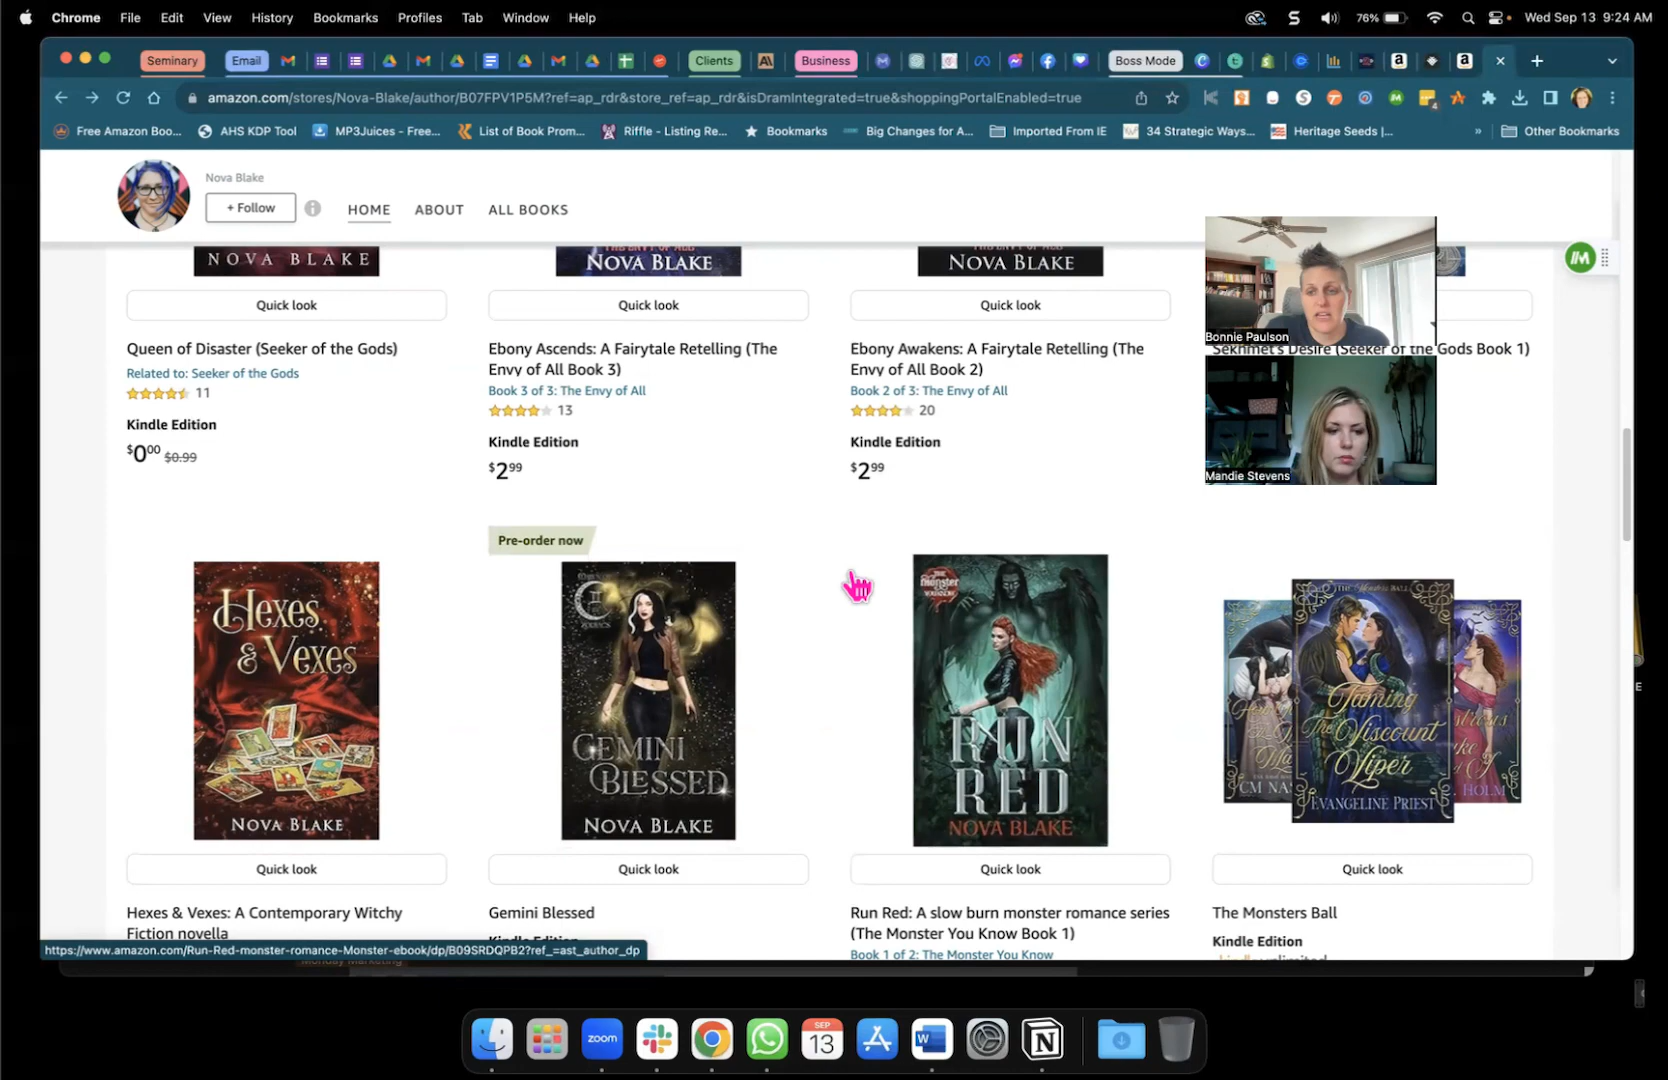 Chrome File Edit View History Bookmarks Profiles Tab Window Help
76% Wed Sep 13 9:24 AM
Seminary Email Clients Business Boss Mode
amazon.com/stores/Nova-Blake/author/B07FPV1P5M?ref=ap_rdr&store_ref=ap_rdr&isDramIntegrated=true&shoppingPortalEnabled=true
Free Amazon Boo... AHS KDP Tool MP3Juices - Free... List of Book Prom... Riffle - Listing Re... Bookmarks Big Changes for A... Imported From IE 34 Strategic Ways... Heritage Seeds |... » Other Bookmarks
Nova Blake
+ Follow HOME ABOUT ALL BOOKS
NOVA BLAKE
NOVA BLAKE
NOVA BLAKE
Quick look
Quick look
Quick look
Bonnie Paulson
Mandie Stevens
Queen of Disaster (Seeker of the Gods)
Related to: Seeker of the Gods
11
Kindle Edition
$0.00 $0.99
Ebony Ascends: A Fairytale Retelling (The
Envy of All Book 3)
Book 3 of 3: The Envy of All
13
Kindle Edition
$2.99
Ebony Awakens: A Fairytale Retelling (The
Envy of All Book 2)
Book 2 of 3: The Envy of All
20
Kindle Edition
$2.99
Sekhmet's Desire (Seeker of the Gods Book 1)
Pre-order now
Hexes
& Vexes
NOVA BLAKE
GEMINI
BLESSED
NOVA BLAKE
the Monster
RUN
RED
NOVA BLAKE
Taming
The Viscount
Viper
EVANGELINE PRIEST
CM NAS
HOLM
Quick look
Quick look
Quick look
Quick look
Hexes & Vexes: A Contemporary Witchy
Fiction novella
Gemini Blessed
Kindle Edition
Run Red: A slow burn monster romance series
(The Monster You Know Book 1)
Book 1 of 2: The Monster You Know
The Monsters Ball
Kindle Edition
kindle unlimited
https://www.amazon.com/Run-Red-monster-romance-Monster-ebook/dp/B09SRDQPB2?ref_=ast_author_dp
zoom
SEP
13